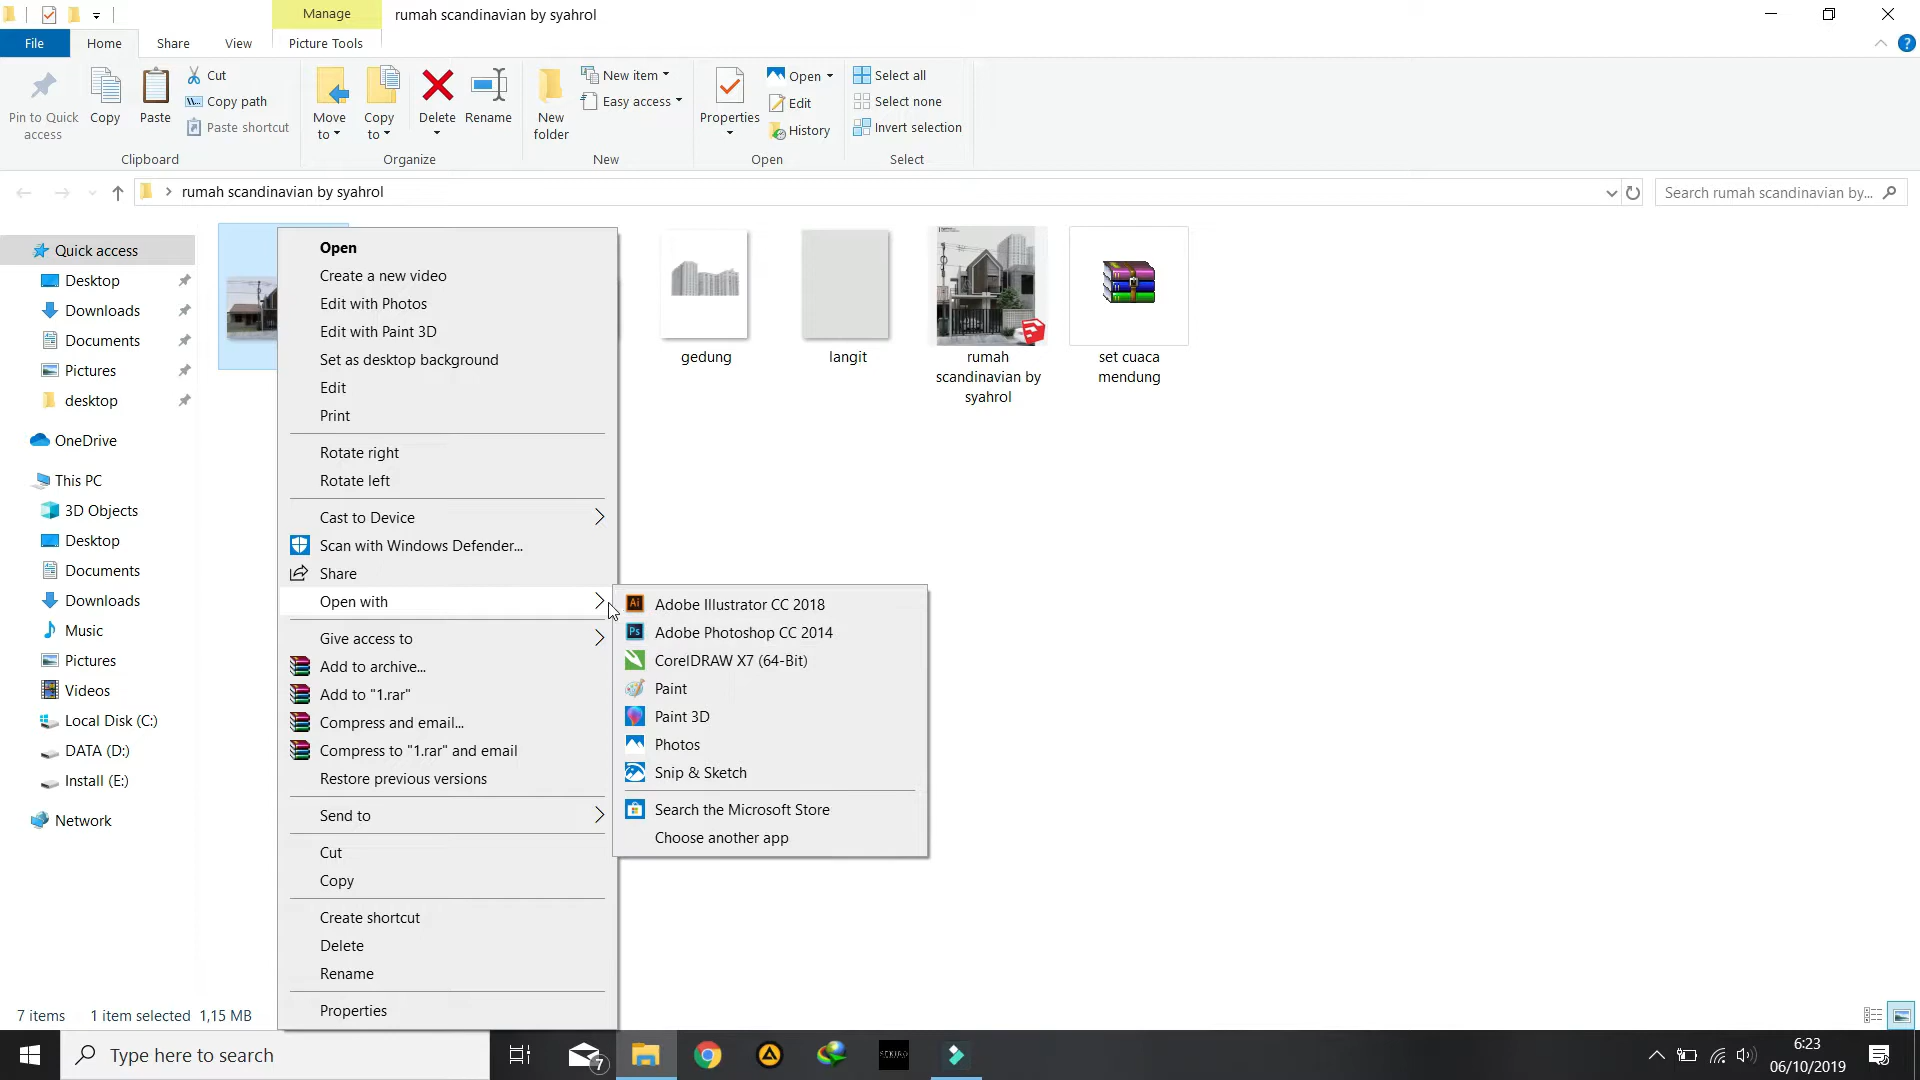 Manage
rumah scandinavian by syahrol
File
Home
Share
View
Picture Tools
Pin to Quick
access
Copy
Paste
Cut
Copy path
Paste shortcut
Clipboard
Move
to
Copy
to
Delete
Rename
Organize
New
folder
New item
Easy access
New
Properties
Open
Edit
History
Open
Select all
Select none
Invert selection
Select
rumah scandinavian by syahrol
Search rumah scandinavian by...
Quick access
Desktop
Downloads
Documents
Pictures
desktop
OneDrive
This PC
3D Objects
Desktop
Documents
Downloads
Music
Pictures
Videos
Local Disk (C:)
DATA (D:)
Install (E:)
Network
Open
Create a new video
Edit with Photos
Edit with Paint 3D
Set as desktop background
Edit
Print
Rotate right
Rotate left
Cast to Device
Scan with Windows Defender...
Share
Open with
Give access to
Add to archive...
Add to "1.rar"
Compress and email...
Compress to "1.rar" and email
Restore previous versions
Send to
Cut
Copy
Create shortcut
Delete
Rename
Properties
Ai
Adobe Illustrator CC 2018
Ps
Adobe Photoshop CC 2014
CorelDRAW X7 (64-Bit)
Paint
Paint 3D
Photos
Snip & Sketch
Search the Microsoft Store
Choose another app
gedung
langit
rumah
scandinavian by
syahrol
set cuaca
mendung
7 items
1 item selected
1,15 MB
Type here to search
7
SEKIRO
6:23
06/10/2019